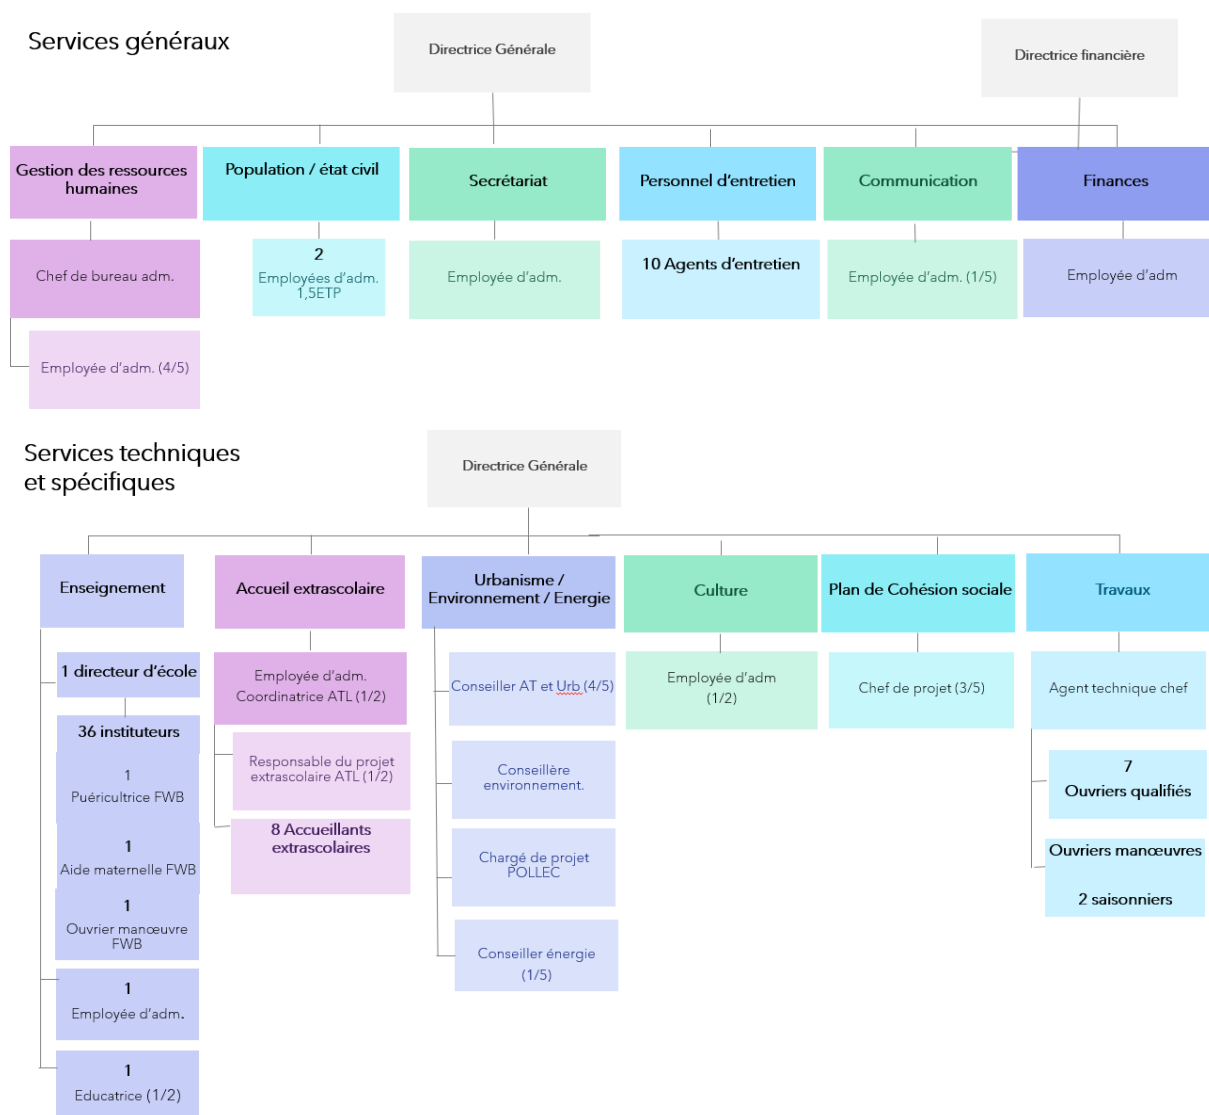 Services généraux
Directrice Générale
Directrice financière
Gestion des ressources
humaines
Population / état civil
Secrétariat
Personnel d'entretien
Communication
Finances
Chef de bureau adm.
2
Employées d'adm.
1,5ETP
Employée d'adm.
10 Agents d'entretien
Employée d'adm. (1/5)
Employée d'adm
Employée d'adm. (4/5)
Services techniques
et spécifiques
Directrice Générale
Enseignement
Accueil extrascolaire
Urbanisme /
Environnement / Energie
Culture
Plan de Cohésion sociale
Travaux
1 directeur d'école
36 instituteurs
1
Puéricultrice FWB
1
Aide maternelle FWB
1
Ouvrier manœuvre
FWB
1
Employée d'adm.
1
Educatrice (1/2)
Employée d'adm.
Coordinatrice ATL (1/2)
Responsable du projet
extrascolaire ATL (1/2)
8 Accueillants
extrascolaires
Conseiller AT et Urb (4/5)
Conseillère
environnement.
Chargé de projet
POLLEC
Conseiller énergie
(1/5)
Employée d'adm
(1/2)
Chef de projet (3/5)
Agent technique chef
7
Ouvriers qualifiés
Ouvriers manœuvres
2 saisonniers